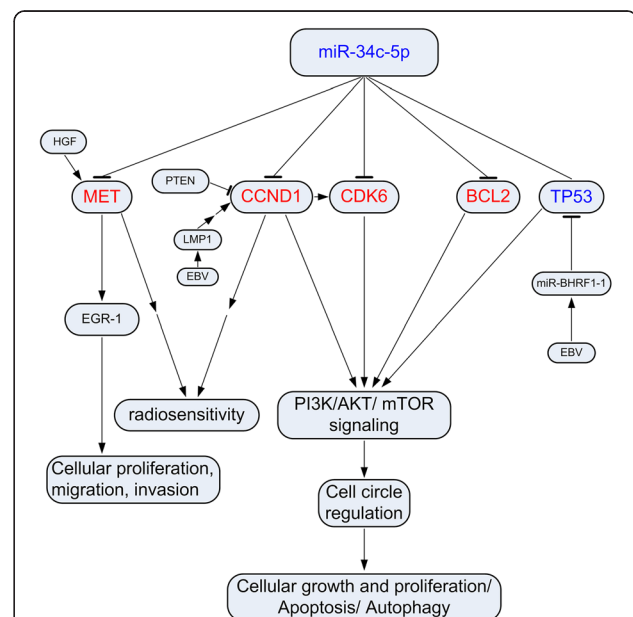 miR-34c-5p
HGF
PTEN
MET
CCND1
CDK6
BCL2
TP53
LMP1
EBV
miR-BHRF1-1
EGR-1
EBV
radiosensitivity
PI3K/AKT/ mTOR
signaling
Cellular proliferation,
migration, invasion
Cell circle
regulation
Cellular growth and proliferation/
Apoptosis/ Autophagy